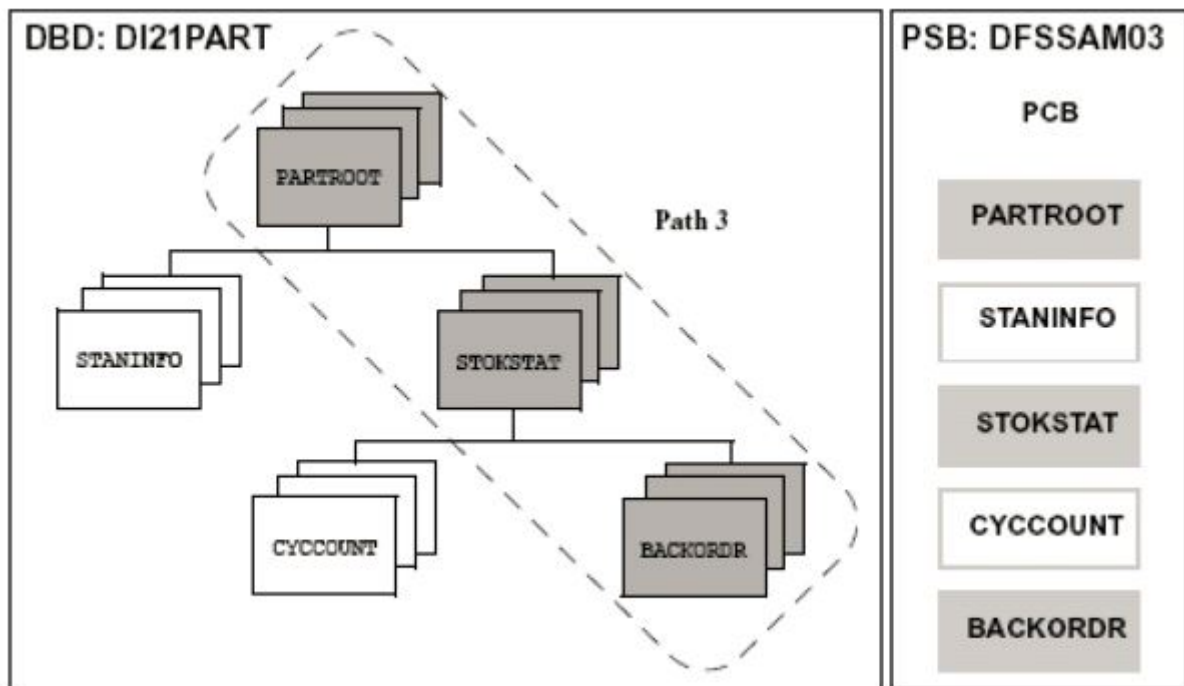 DBD: DI21PART
PARTROOT
Path 3
STANINFO
STOKSTAT
CYCCOUNT
BACKORDR
PSB: DFSSAM03
PCB
PARTROOT
STANINFO
STOKSTAT
CYCCOUNT
BACKORDR